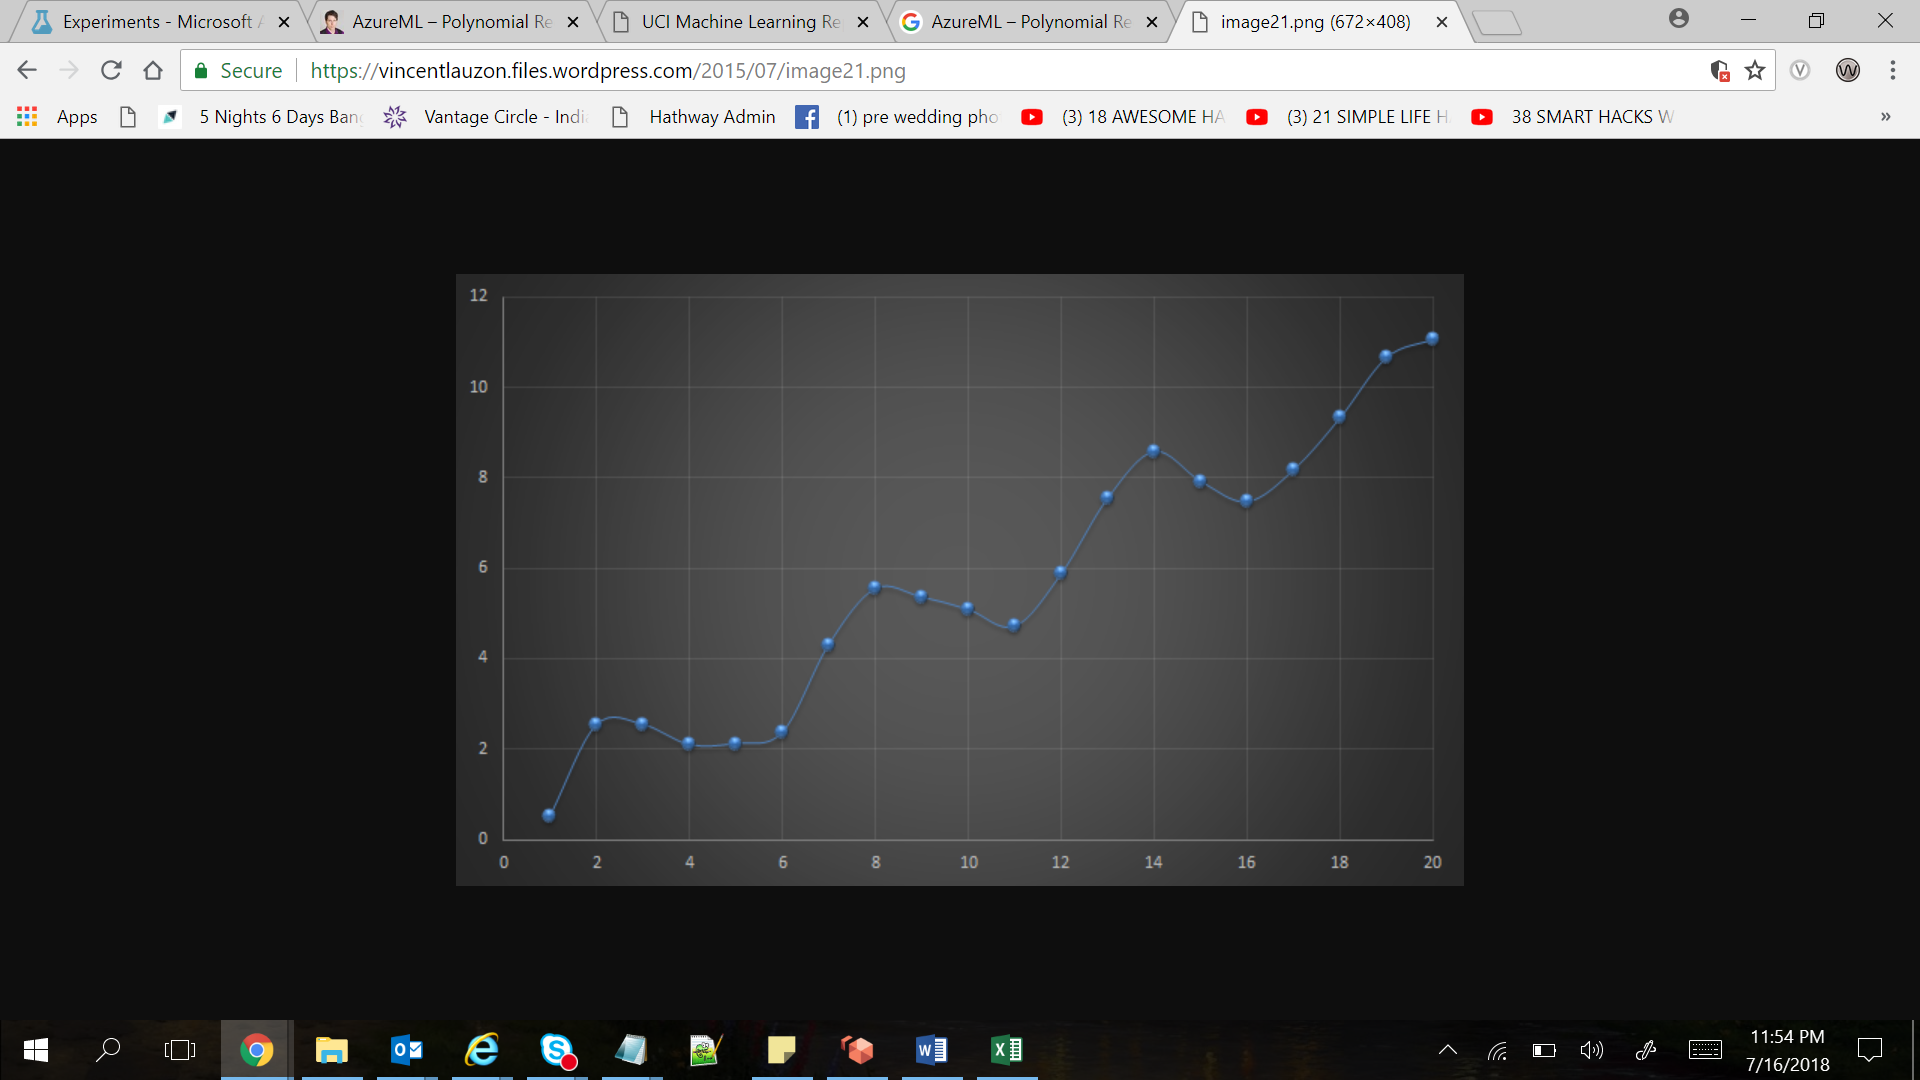 Experiments - Microsoft A
AzureML – Polynomial Re
UCI Machine Learning Re
AzureML – Polynomial Re
image21.png (672×408)
Secure
https://vincentlauzon.files.wordpress.com/2015/07/image21.png
Apps
5 Nights 6 Days Bang
Vantage Circle - Indi
Hathway Admin
(1) pre wedding pho
(3) 18 AWESOME HA
(3) 21 SIMPLE LIFE H
38 SMART HACKS W
»
12
10
8
6
4
2
0
0 2 4 6 8 10 12 14 16 18 20
11:54 PM
7/16/2018